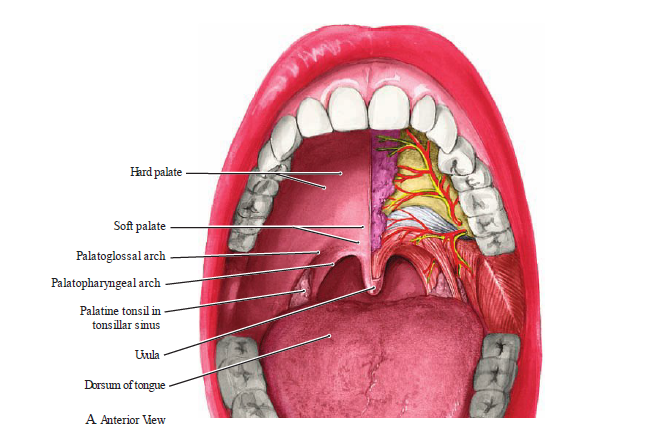 Hard palate
Soft palate
Palatoglossal arch
Palatopharyngeal arch
Palatine tonsil in
tonsillar sinus
Uvula
Dorsum of tongue
A. Anterior View